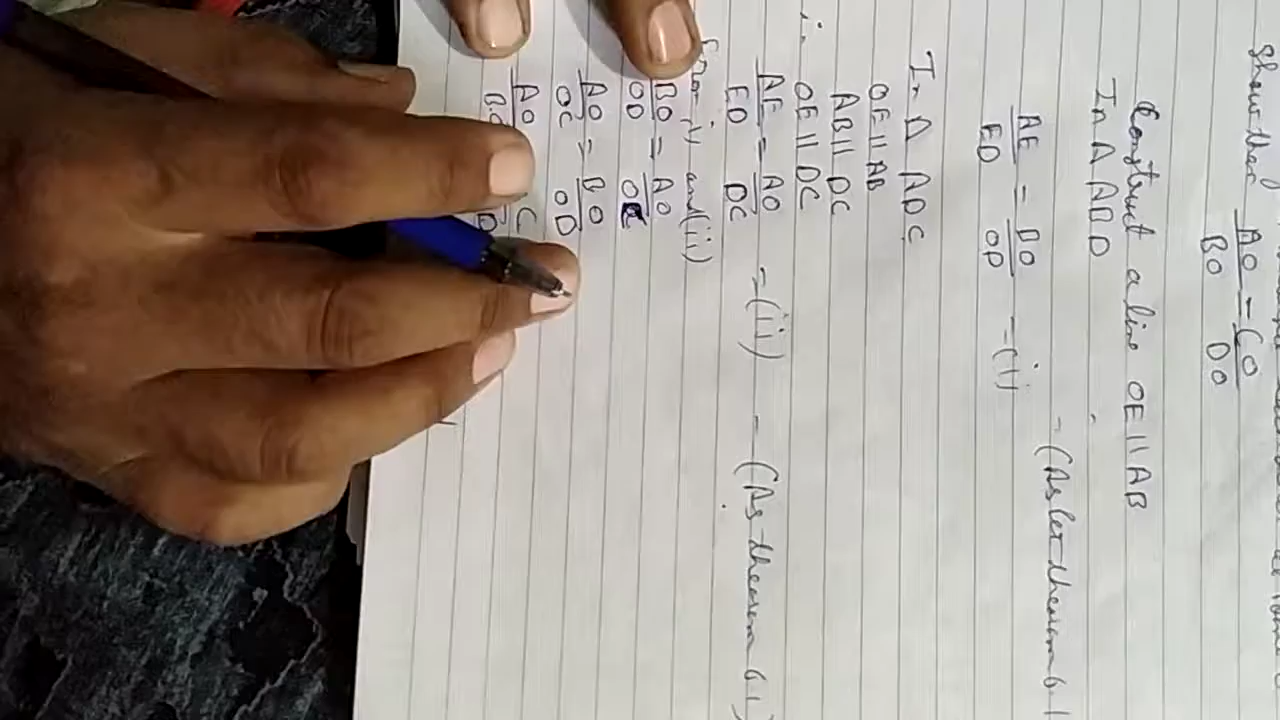 Show that AO/BO = CO/DO
Construct a line OE || AB
In Δ ABD
AE/ED = BO/OD - (i)
- (As per theorem 6.1
In Δ ADC
OE || AB
AB || DC
OE || DC
AE/ED = AO/DC - (ii) - (As theorem 6.1)
from i) and (ii)
BO/OD = AO/OC
AO/OC = BO/OD
AO